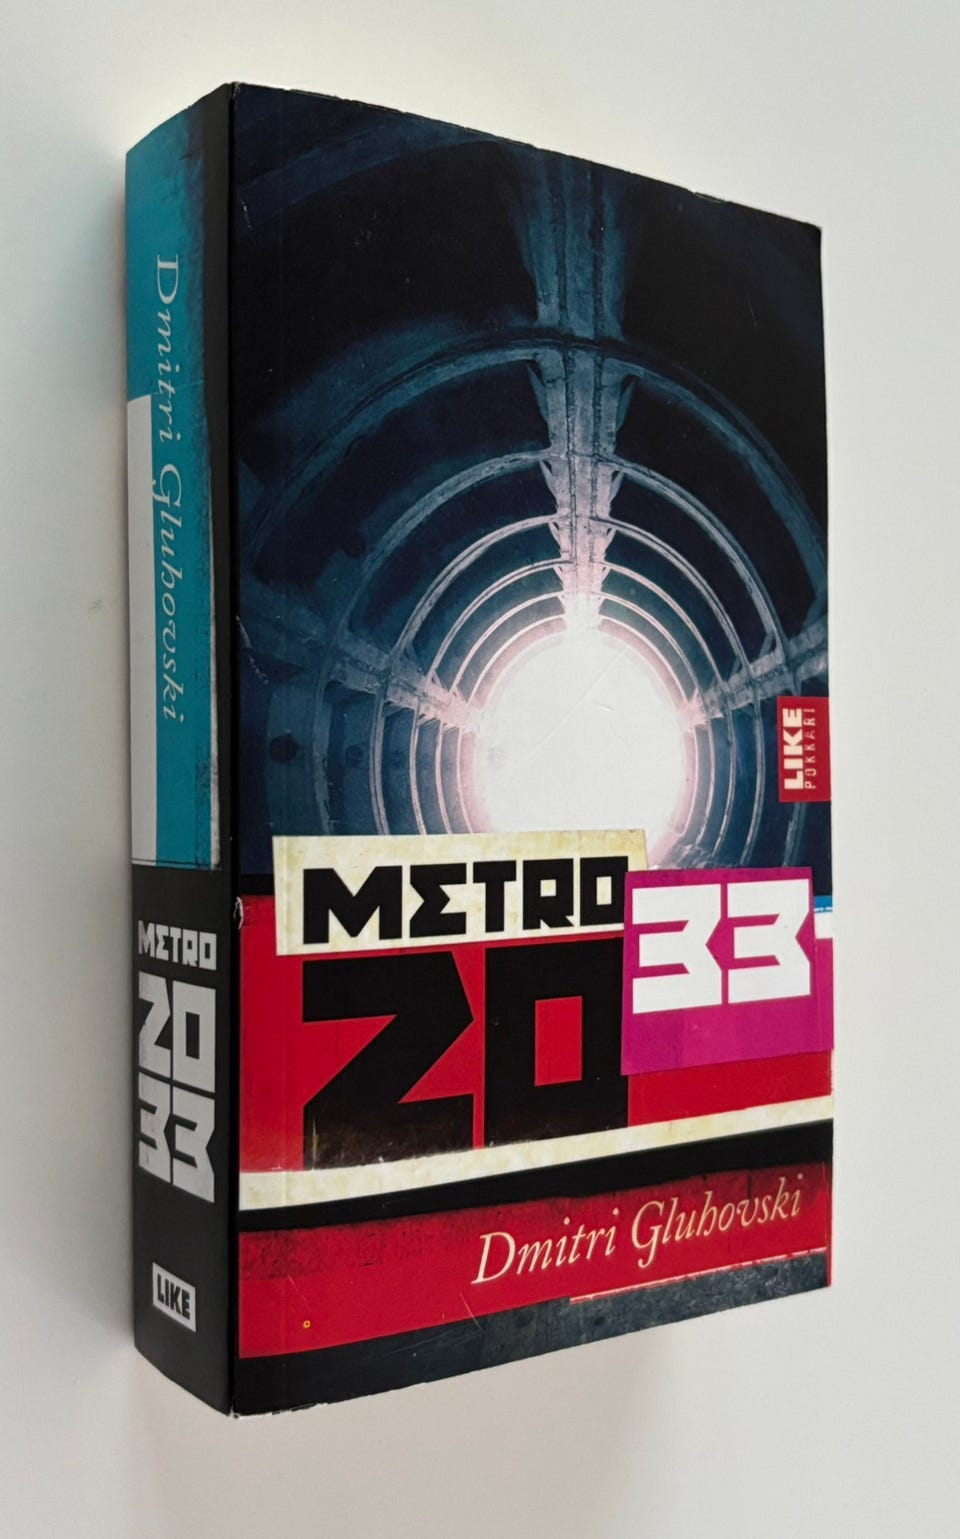 Dmitri Gluhovski
METRO
20
33
LIKE
LIKE
POKKARI
METRO
20
33
Dmitri Gluhovski